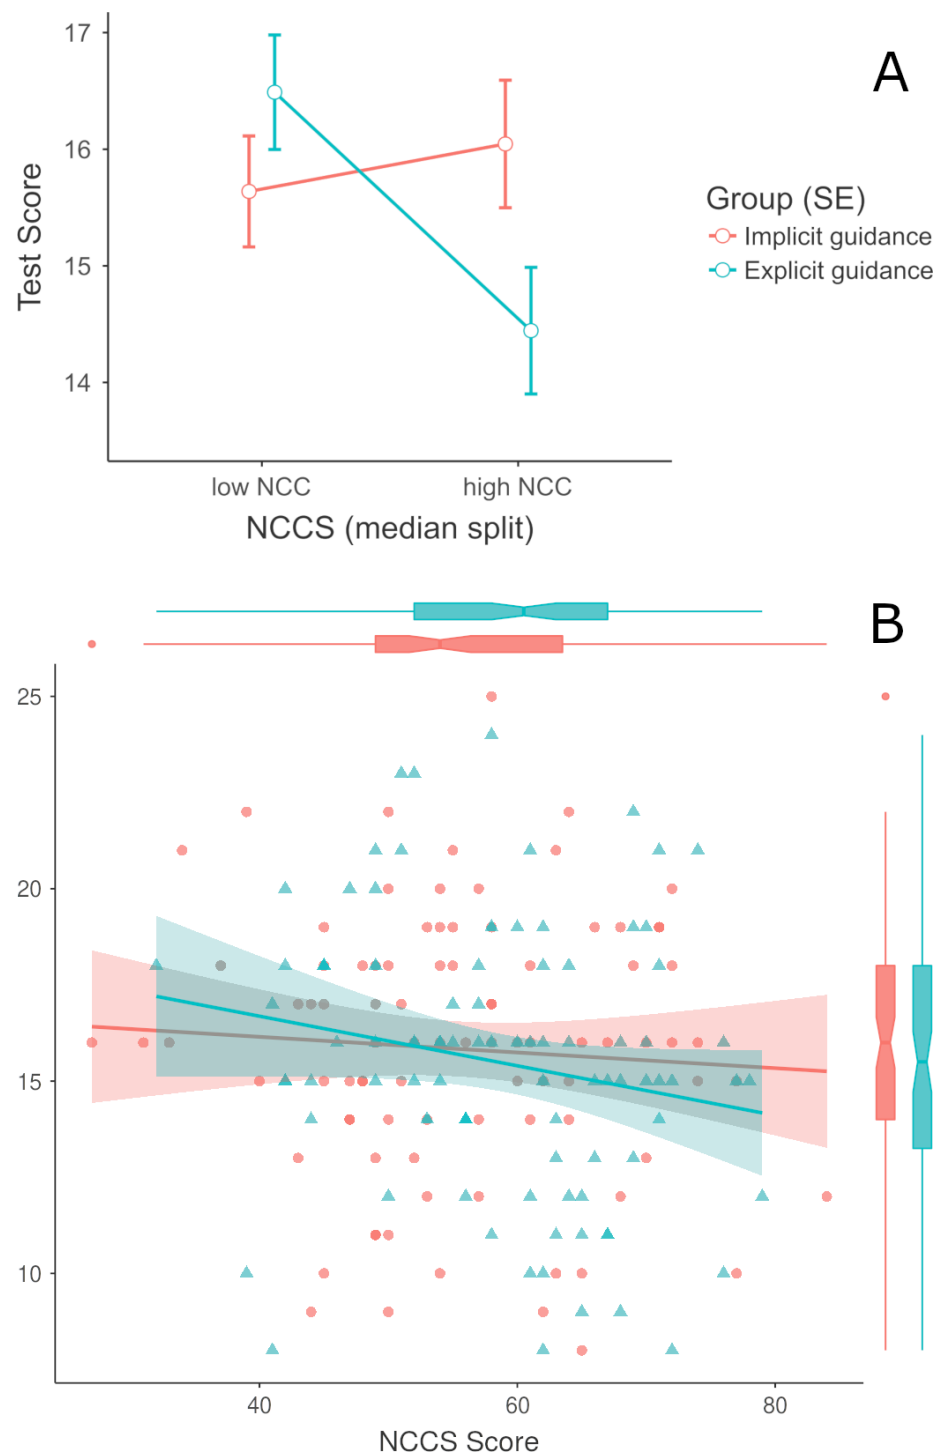 A
17
16
15
14
Test Score
low NCC
high NCC
NCCS (median split)
Group (SE)
Implicit guidance
Explicit guidance
B
25
20
15
10
40
60
80
NCCS Score